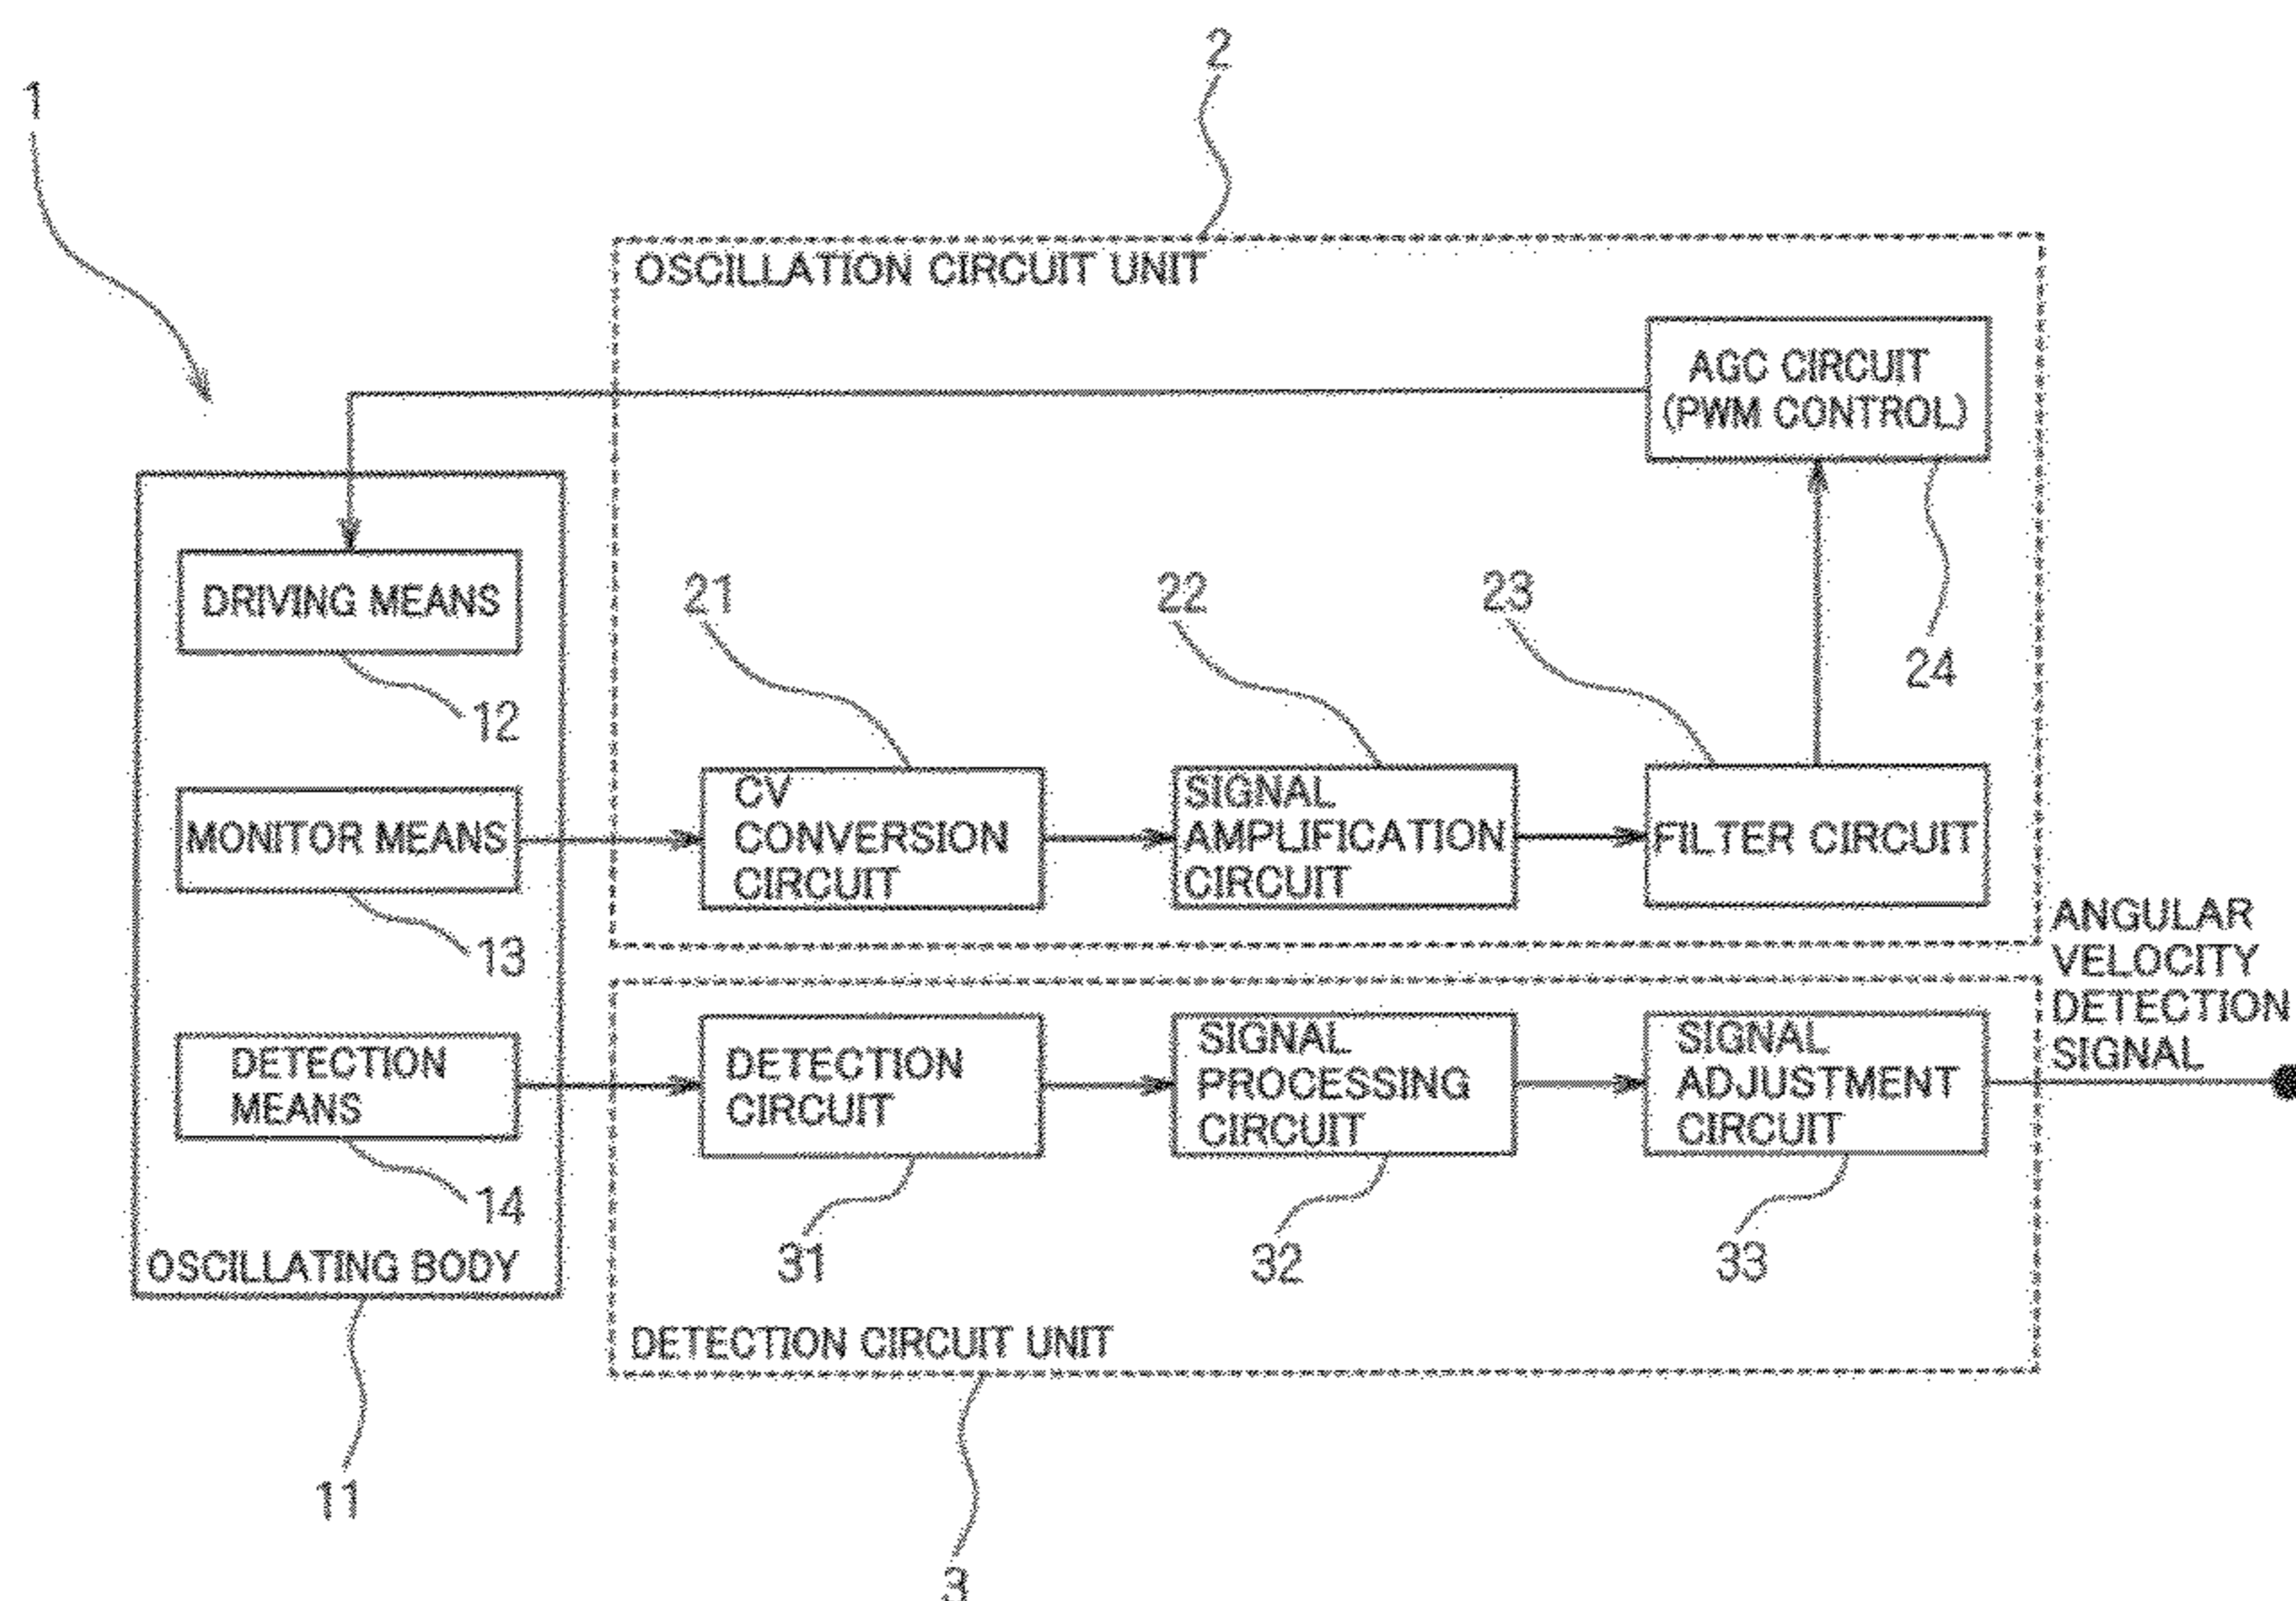 2
1
OSCILLATION CIRCUIT UNIT
AGC CIRCUIT
(PWM CONTROL)
24
DRIVING MEANS
12
21
22
23
MONITOR MEANS
13
CV
CONVERSION
CIRCUIT
SIGNAL
AMPLIFICATION
CIRCUIT
FILTER CIRCUIT
ANGULAR
VELOCITY
DETECTION
SIGNAL
DETECTION
MEANS
14
DETECTION
CIRCUIT
31
SIGNAL
PROCESSING
CIRCUIT
32
SIGNAL
ADJUSTMENT
CIRCUIT
33
OSCILLATING BODY
11
DETECTION CIRCUIT UNIT
3